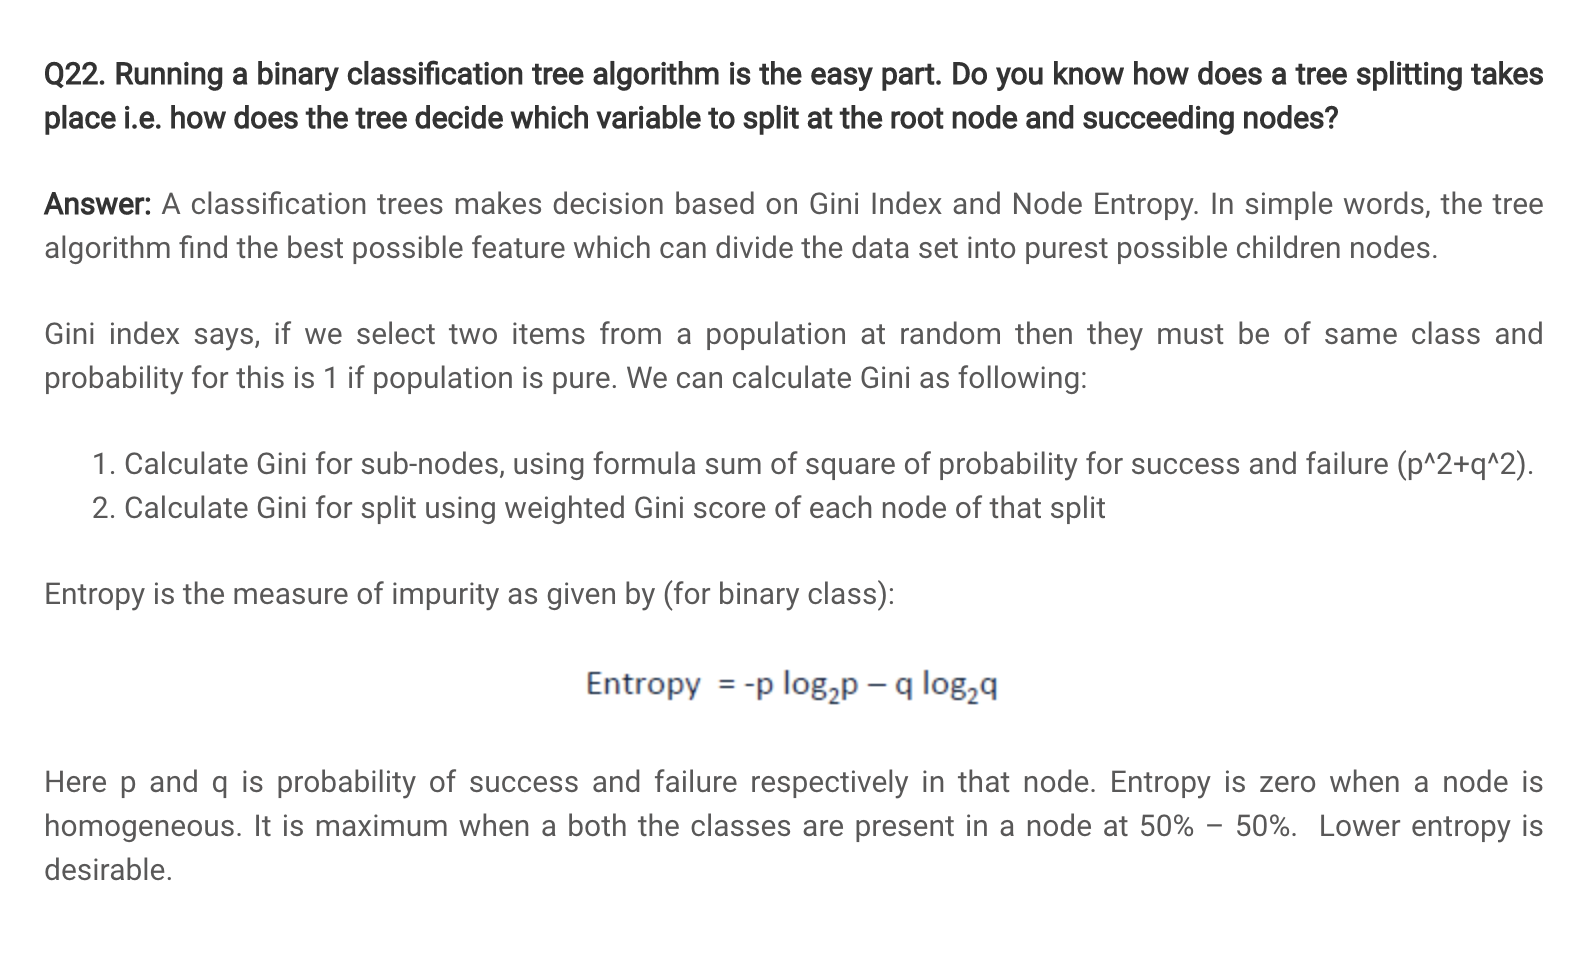 Q22. Running a binary classification tree algorithm is the easy part. Do you know how does a tree splitting takes
place i.e. how does the tree decide which variable to split at the root node and succeeding nodes?
Answer: A classification trees makes decision based on Gini Index and Node Entropy. In simple words, the tree
algorithm find the best possible feature which can divide the data set into purest possible children nodes.
Gini index says, if we select two items from a population at random then they must be of same class and
probability for this is 1 if population is pure. We can calculate Gini as following:
1. Calculate Gini for sub-nodes, using formula sum of square of probability for success and failure (p^2+q^2).
2. Calculate Gini for split using weighted Gini score of each node of that split
Entropy is the measure of impurity as given by (for binary class):
Entropy = -p log₂p – q log₂q
Here p and q is probability of success and failure respectively in that node. Entropy is zero when a node is
homogeneous. It is maximum when a both the classes are present in a node at 50% – 50%. Lower entropy is
desirable.